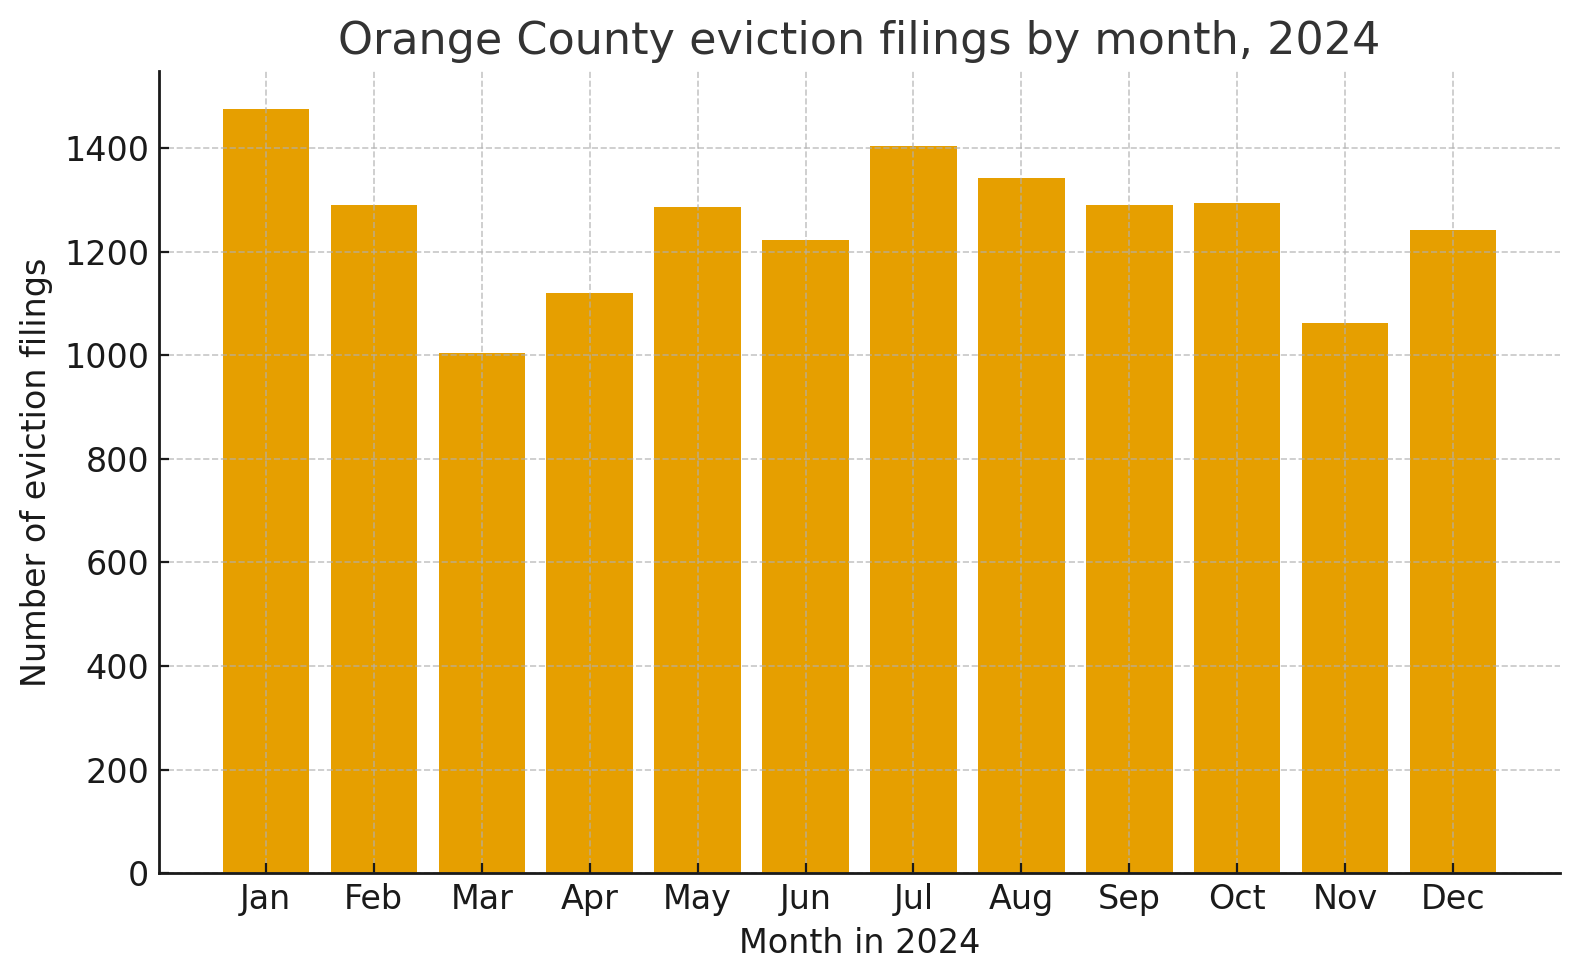 Orange County eviction filings by month, 2024
Number of eviction filings
1400
1200
1000
800
600
400
200
0
Jan Feb Mar Apr May Jun Jul Aug Sep Oct Nov Dec
Month in 2024